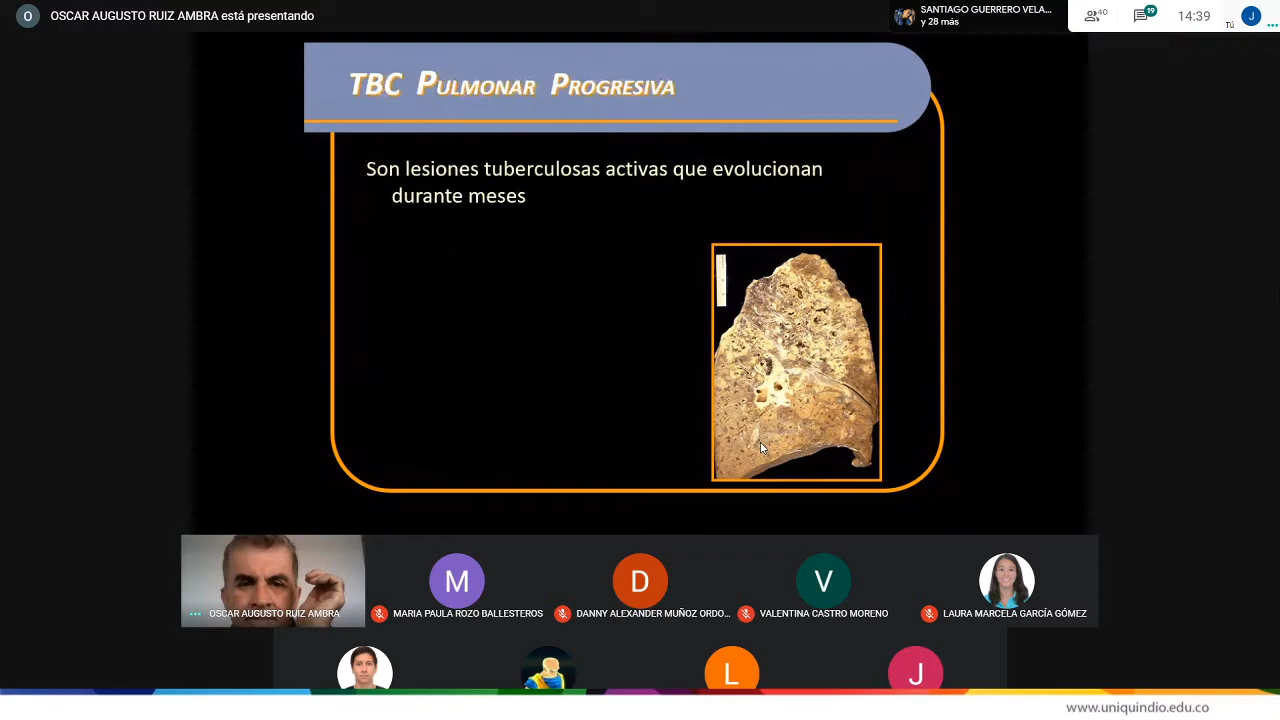 O OSCAR AUGUSTO RUIZ AMBRA está presentando
SANTIAGO GUERRERO VELA...
y 28 más
40
19
14:39
Tú
J
TBC PULMONAR PROGRESIVA
Son lesiones tuberculosas activas que evolucionan
durante meses
M
D
V
OSCAR AUGUSTO RUIZ AMBRA
MARIA PAULA ROZO BALLESTEROS
DANNY ALEXANDER MUÑOZ ORDO...
VALENTINA CASTRO MORENO
LAURA MARCELA GARCÍA GÓMEZ
L
J
www.uniquindio.edu.co